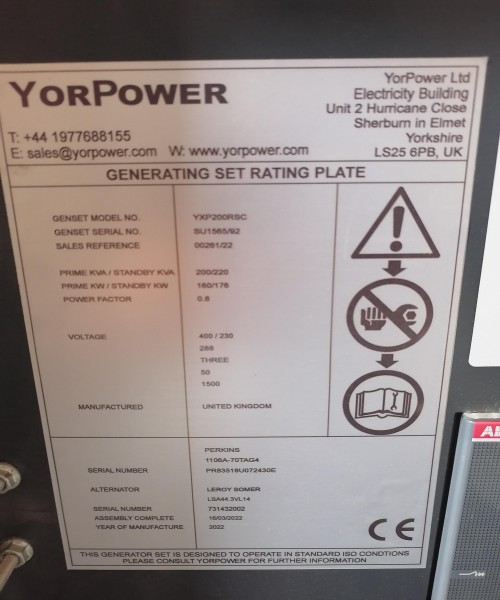 YORPOWER
YorPower Ltd
Electricity Building
Unit 2 Hurricane Close
Sherburn in Elmet
Yorkshire
LS25 6PB, UK
T: +44 1977688155
E: sales@yorpower.com W: www.yorpower.com
GENERATING SET RATING PLATE
GENSET MODEL NO. YXP200RSC
GENSET SERIAL NO. SU1565/92
SALES REFERENCE 00261/22
PRIME KVA / STANDBY KVA 200/220
PRIME KW / STANDBY KW 160/176
POWER FACTOR 0.8
VOLTAGE 400 / 230
288
THREE
50
1500
MANUFACTURED UNITED KINGDOM
PERKINS
1106A-70TAG4
SERIAL NUMBER PR83516U072430E
ALTERNATOR LEROY SOMER
LSA44.3VL14
SERIAL NUMBER 731432002
ASSEMBLY COMPLETE 16/03/2022
YEAR OF MANUFACTURE 2022
CE
THIS GENERATOR SET IS DESIGNED TO OPERATE IN STANDARD ISO CONDTIONS
PLEASE CONSULT YORPOWER FOR FURTHER INFORMATION